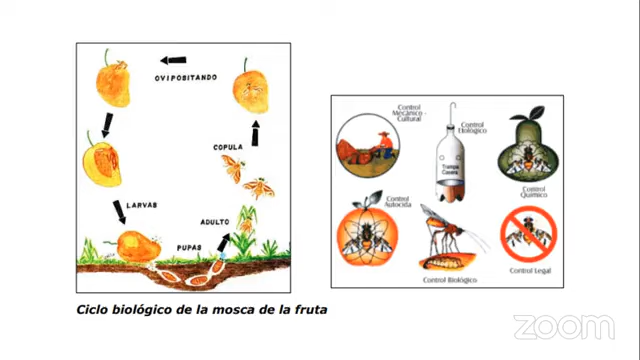 OVIPOSITANDO
COPULA
LARVAS
ADULTO
PUPAS
Ciclo biológico de la mosca de la fruta
Control
Mecánico -
Cultural
Control
Etológico
Trampa
Casera
Control
Químico
Control
Autocida
Control Biológico
Control Legal
zoom